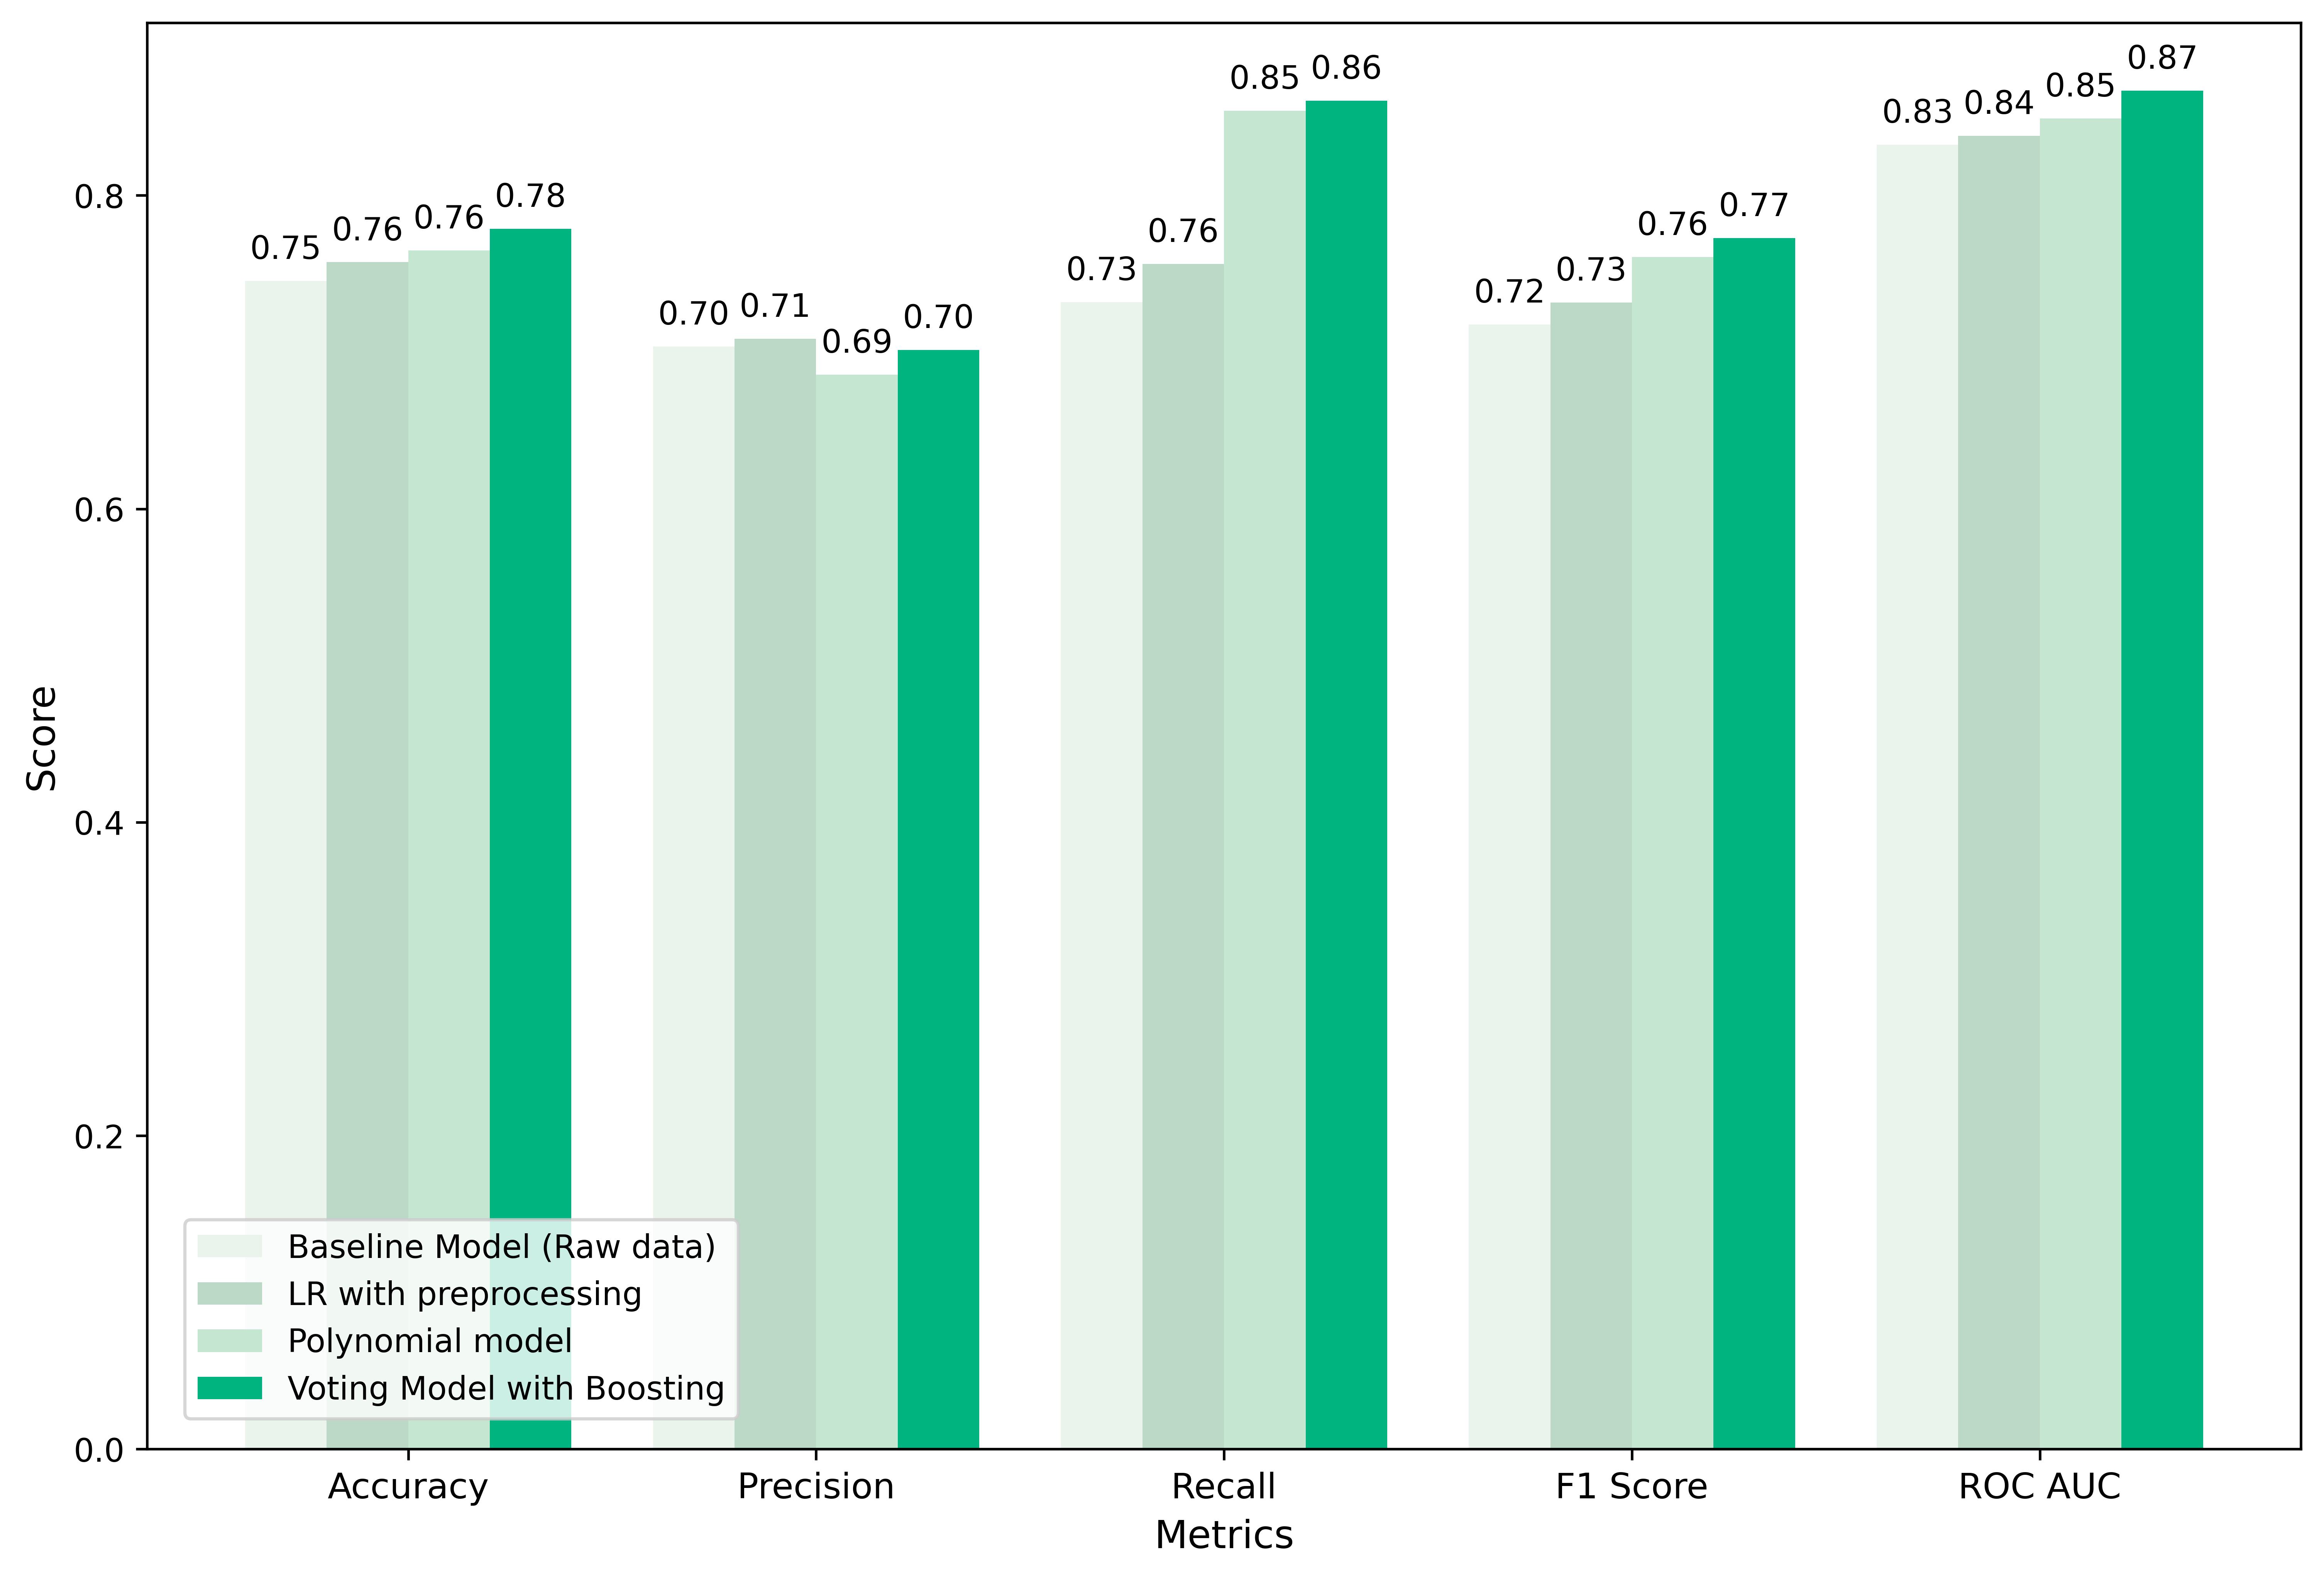 0.75 0.76 0.76 0.78
0.70 0.71 0.69 0.70
0.73 0.76 0.85 0.86
0.72 0.73 0.76 0.77
0.83 0.84 0.85 0.87
Score
0.8
0.6
0.4
0.2
0.0
Baseline Model (Raw data)
LR with preprocessing
Polynomial model
Voting Model with Boosting
Accuracy Precision Recall F1 Score ROC AUC
Metrics